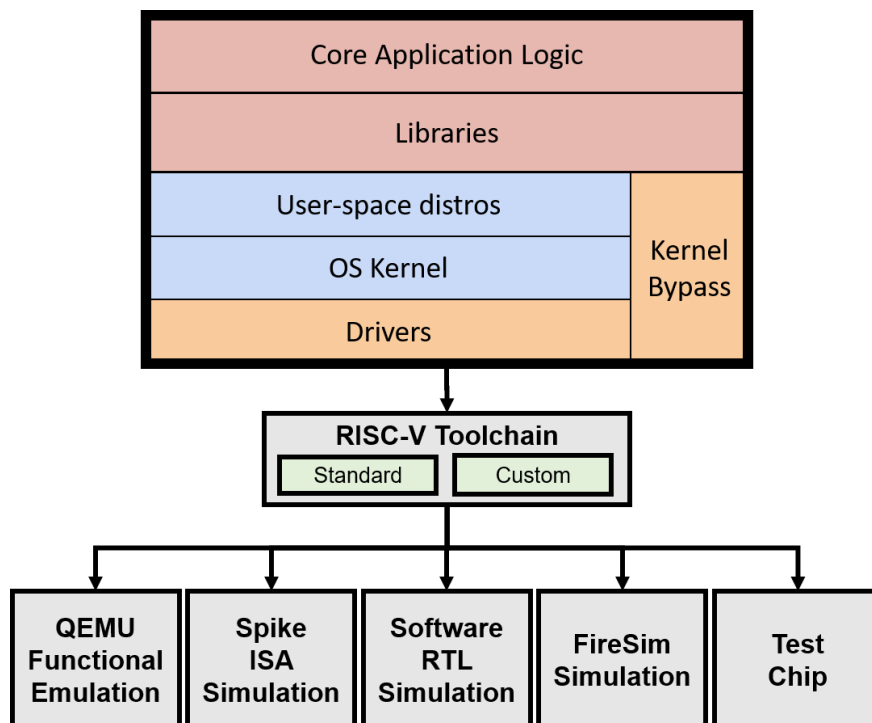 Core Application Logic
Libraries
User-space distros
OS Kernel
Drivers
Kernel
Bypass
RISC-V Toolchain
Standard
Custom
QEMU
Functional
Emulation
Spike
ISA
Simulation
Software
RTL
Simulation
FireSim
Simulation
Test
Chip